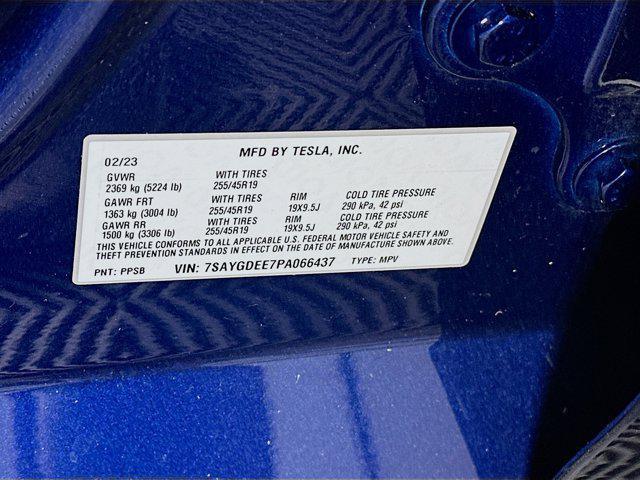 MFD BY TESLA, INC.
02/23
GVWR WITH TIRES
2369 kg (5224 lb) 255/45R19
GAWR FRT WITH TIRES RIM COLD TIRE PRESSURE
1363 kg (3004 lb) 255/45R19 19X9.5J 290 kPa, 42 psi
GAWR RR WITH TIRES RIM COLD TIRE PRESSURE
1500 kg (3306 lb) 255/45R19 19X9.5J 290 kPa, 42 psi
THIS VEHICLE CONFORMS TO ALL APPLICABLE U.S. FEDERAL MOTOR VEHICLE SAFETY AND
THEFT PREVENTION STANDARDS IN EFFECT ON THE DATE OF MANUFACTURE SHOWN ABOVE.
PNT: PPSB VIN: 7SAYGDEE7PA066437 TYPE: MPV